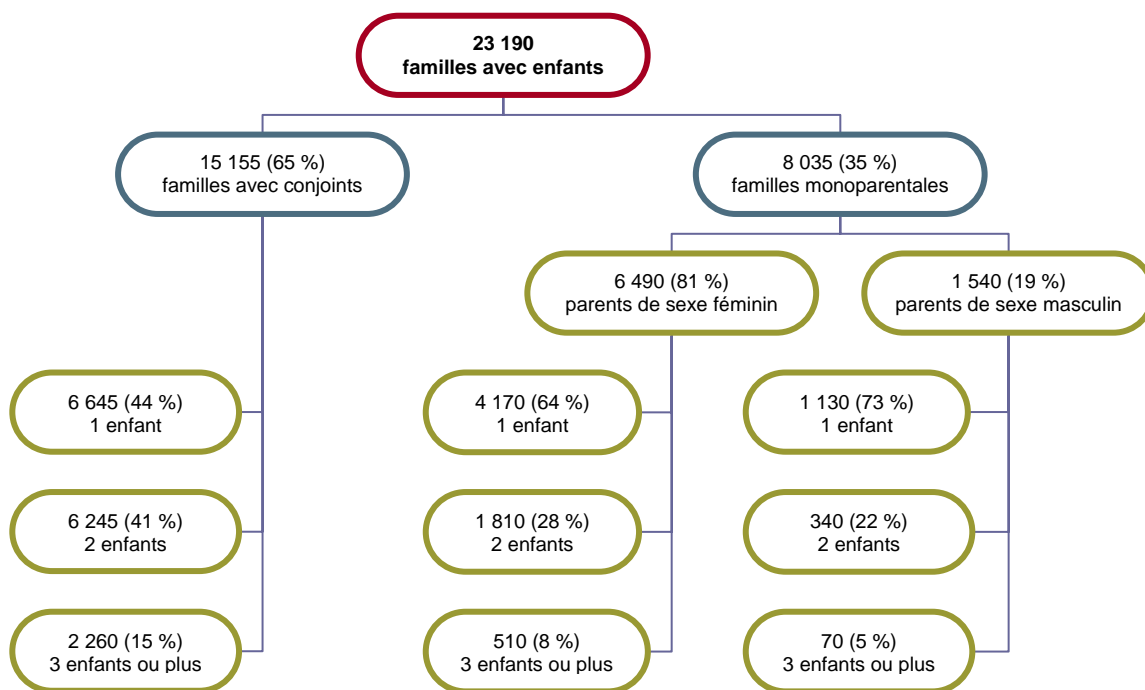 23 190
familles avec enfants
15 155 (65 %)
familles avec conjoints
8 035 (35 %)
familles monoparentales
6 490 (81 %)
parents de sexe féminin
1 540 (19 %)
parents de sexe masculin
6 645 (44 %)
1 enfant
4 170 (64 %)
1 enfant
1 130 (73 %)
1 enfant
6 245 (41 %)
2 enfants
1 810 (28 %)
2 enfants
340 (22 %)
2 enfants
2 260 (15 %)
3 enfants ou plus
510 (8 %)
3 enfants ou plus
70 (5 %)
3 enfants ou plus